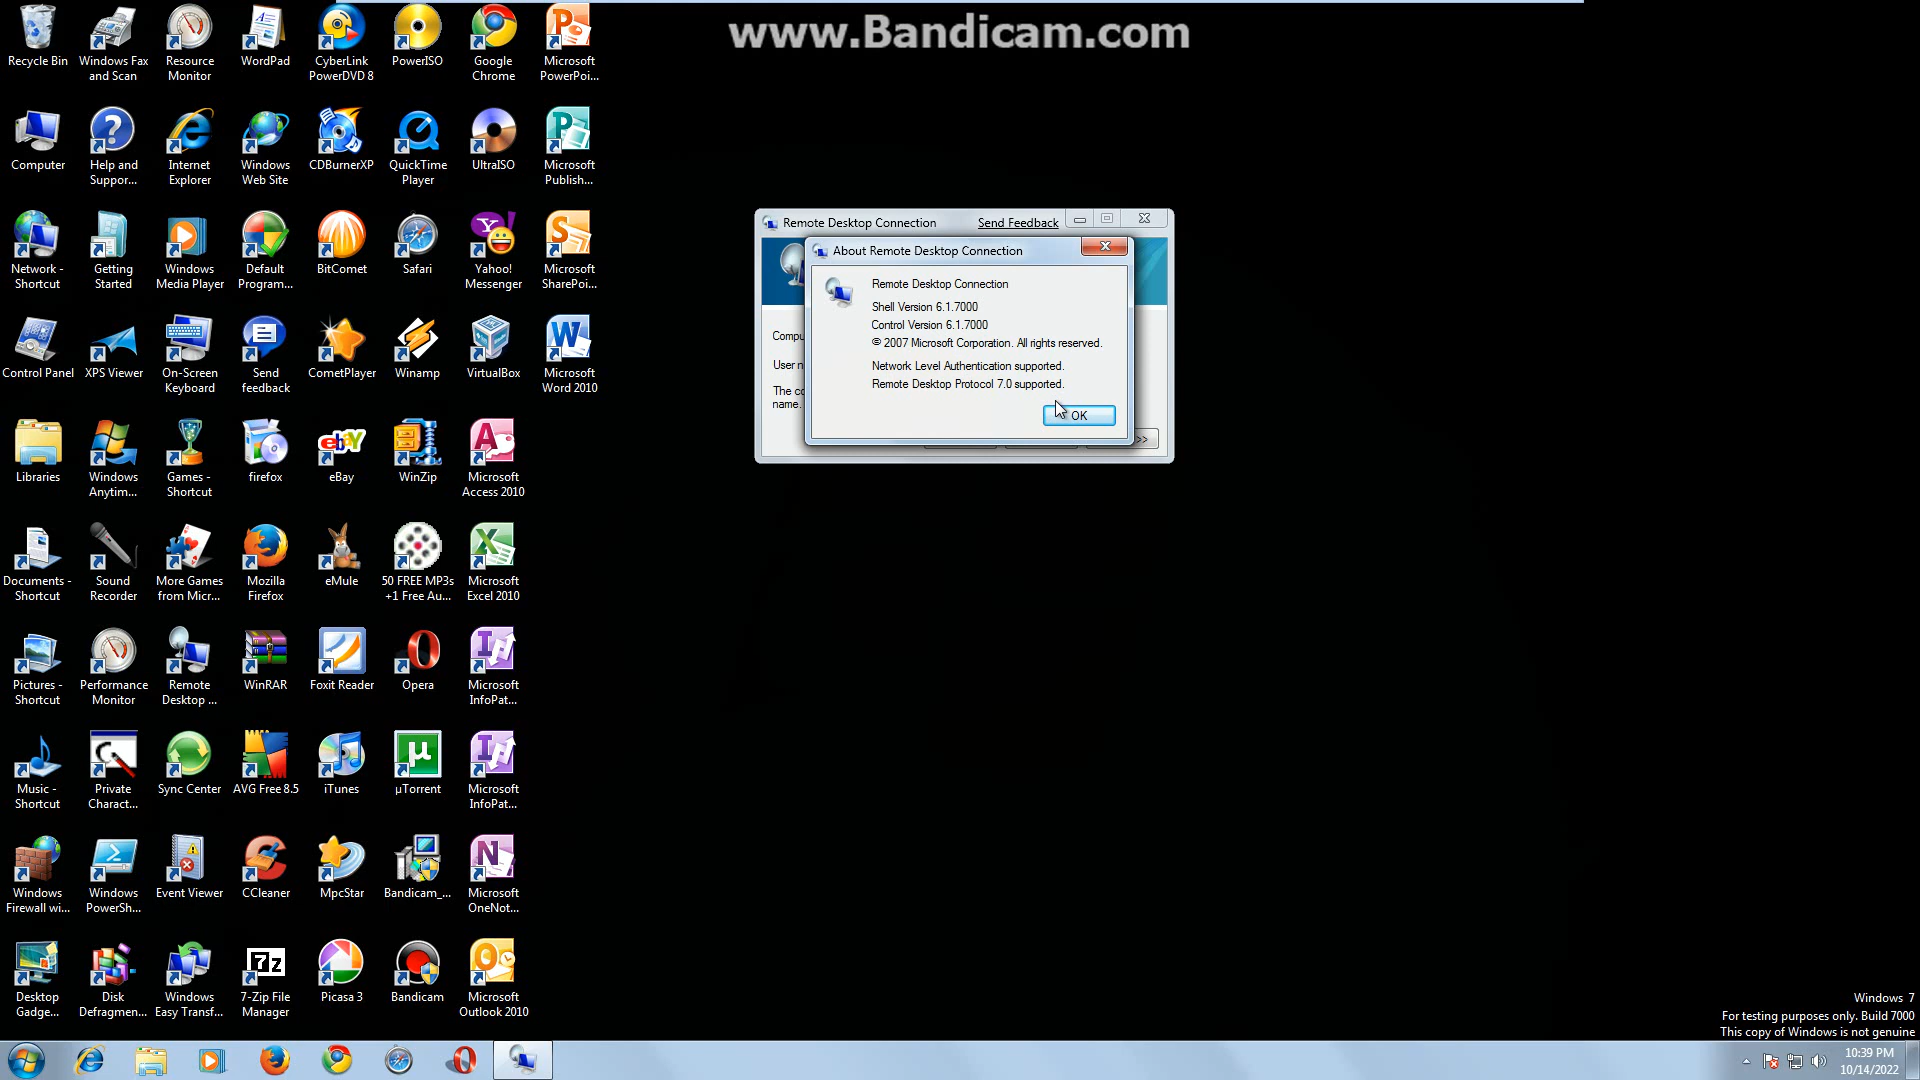 www.Bandicam.com
Recycle Bin
Windows Fax
and Scan
Resource
Monitor
WordPad
CyberLink
PowerDVD 8
PowerISO
Google
Chrome
Microsoft
PowerPoi...
Computer
Help and
Suppor...
Internet
Explorer
Windows
Web Site
CDBurnerXP
QuickTime
Player
UltraISO
Microsoft
Publish...
Network -
Shortcut
Getting
Started
Windows
Media Player
Default
Program...
BitComet
Safari
Yahoo!
Messenger
Microsoft
SharePoi...
Control Panel
XPS Viewer
On-Screen
Keyboard
Send
feedback
CometPlayer
Winamp
VirtualBox
Microsoft
Word 2010
Libraries
Windows
Anytim...
Games -
Shortcut
firefox
eBay
WinZip
Microsoft
Access 2010
Documents -
Shortcut
Sound
Recorder
More Games
from Micr...
Mozilla
Firefox
eMule
50 FREE MP3s
+1 Free Au...
Microsoft
Excel 2010
Pictures -
Shortcut
Performance
Monitor
Remote
Desktop ...
WinRAR
Foxit Reader
Opera
Microsoft
InfoPat...
Music -
Shortcut
Private
Charact...
Sync Center
AVG Free 8.5
iTunes
µTorrent
Microsoft
InfoPat...
Windows
Firewall wi...
Windows
PowerSh...
Event Viewer
CCleaner
MpcStar
Bandicam_...
Microsoft
OneNot...
Desktop
Gadge...
Disk
Defragmen...
Windows
Easy Transf...
7-Zip File
Manager
Picasa 3
Bandicam
Microsoft
Outlook 2010
Remote Desktop Connection
Send Feedback
About Remote Desktop Connection
Remote Desktop Connection
Shell Version 6.1.7000
Control Version 6.1.7000
© 2007 Microsoft Corporation. All rights reserved.
Network Level Authentication supported.
Remote Desktop Protocol 7.0 supported.
OK
Compu
User n
The co
name.
>>
Windows 7
For testing purposes only. Build 7000
This copy of Windows is not genuine
10:39 PM
10/14/2022